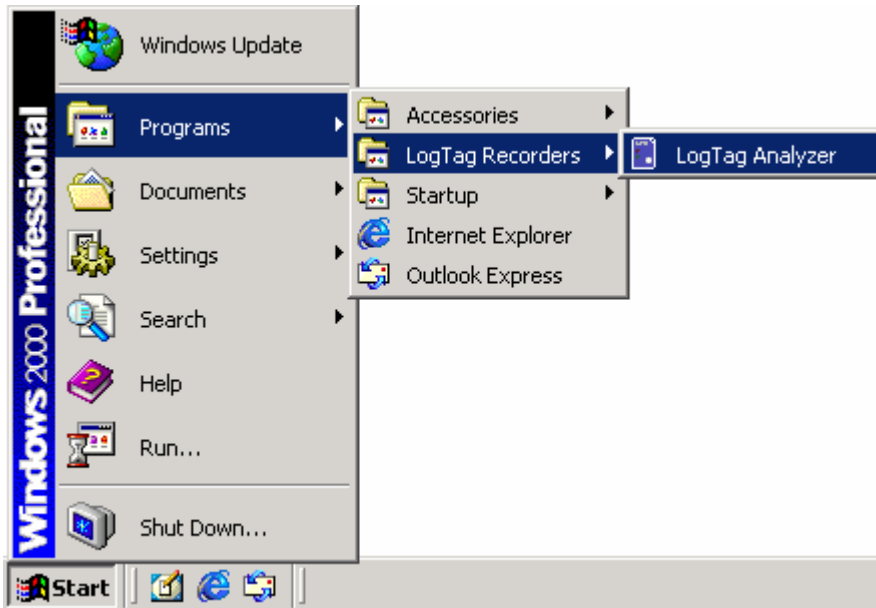 Windows Update
Programs
Documents
Settings
Search
Help
Run...
Shut Down...
Windows 2000 Professional
Accessories
LogTag Recorders
Startup
Internet Explorer
Outlook Express
LogTag Analyzer
Start